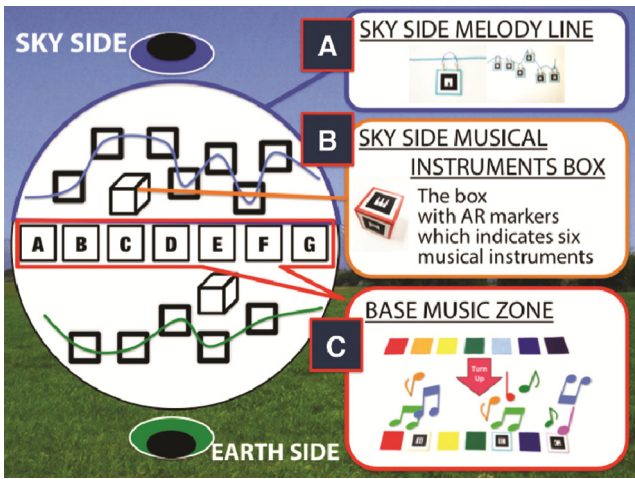 SKY SIDE
A
SKY SIDE MELODY LINE
B
SKY SIDE MUSICAL
INSTRUMENTS BOX
The box
with AR markers
which indicates six
musical instruments
A B C D E F G
C
BASE MUSIC ZONE
Turn
Up
EARTH SIDE